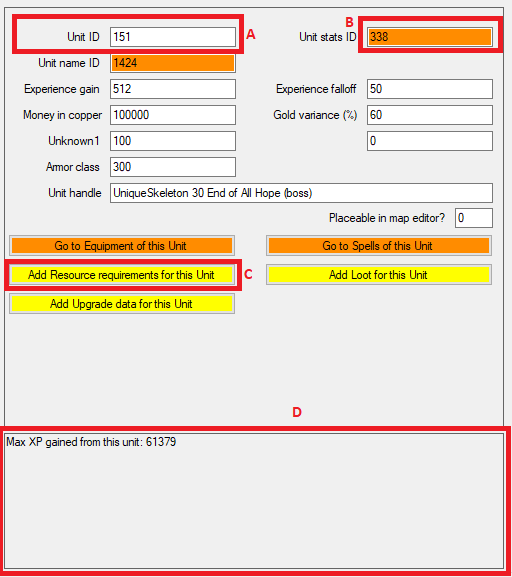 Unit ID 151 A Unit stats ID B 338
Unit name ID 1424
Experience gain 512 Experience falloff 50
Money in copper 100000 Gold variance (%) 60
Unknown1 100 0
Armor class 300
Unit handle UniqueSkeleton 30 End of All Hope (boss)
Placeable in map editor? 0
Go to Equipment of this Unit Go to Spells of this Unit
Add Resource requirements for this Unit C Add Loot for this Unit
Add Upgrade data for this Unit
D
Max XP gained from this unit: 61379